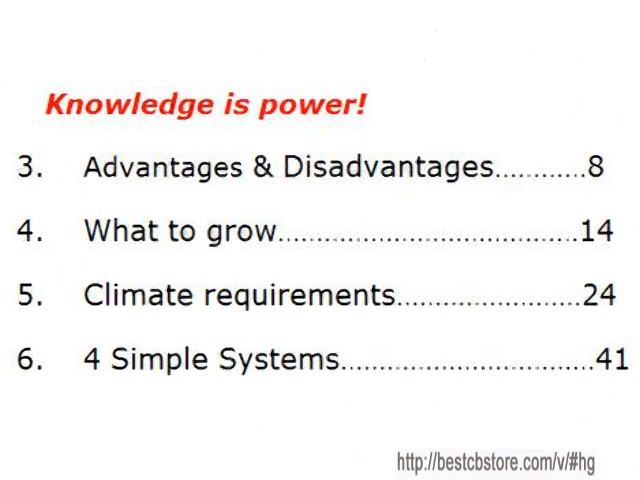 Knowledge is power!
3. Advantages & Disadvantages............8
4. What to grow.......................................14
5. Climate requirements........................24
6. 4 Simple Systems.................................41
http://bestcbstore.com/v/#hg